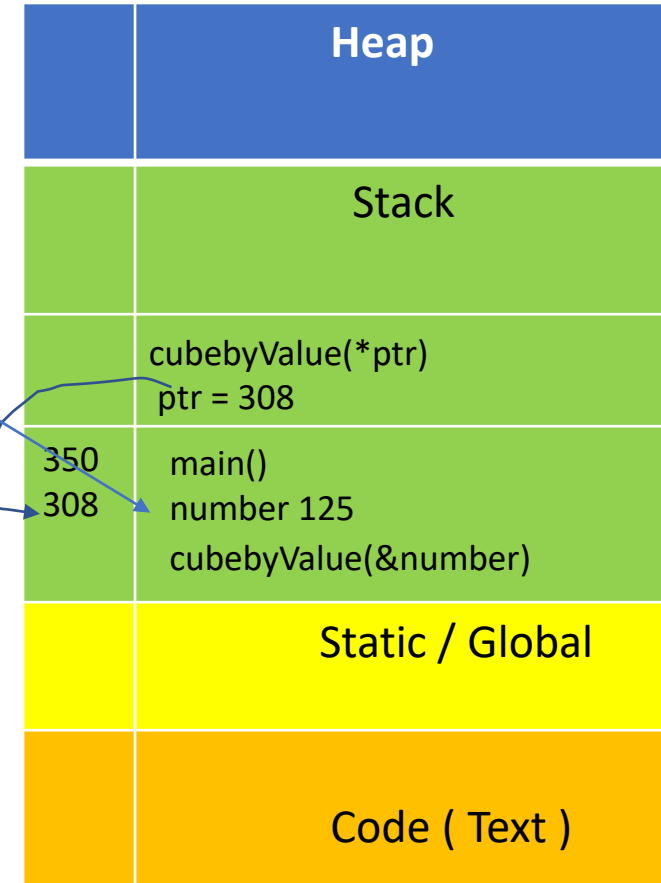 Heap
Stack
cubebyValue(*ptr)
ptr = 308
350 main()
308 number 125
cubebyValue(&number)
Static / Global
Code ( Text )